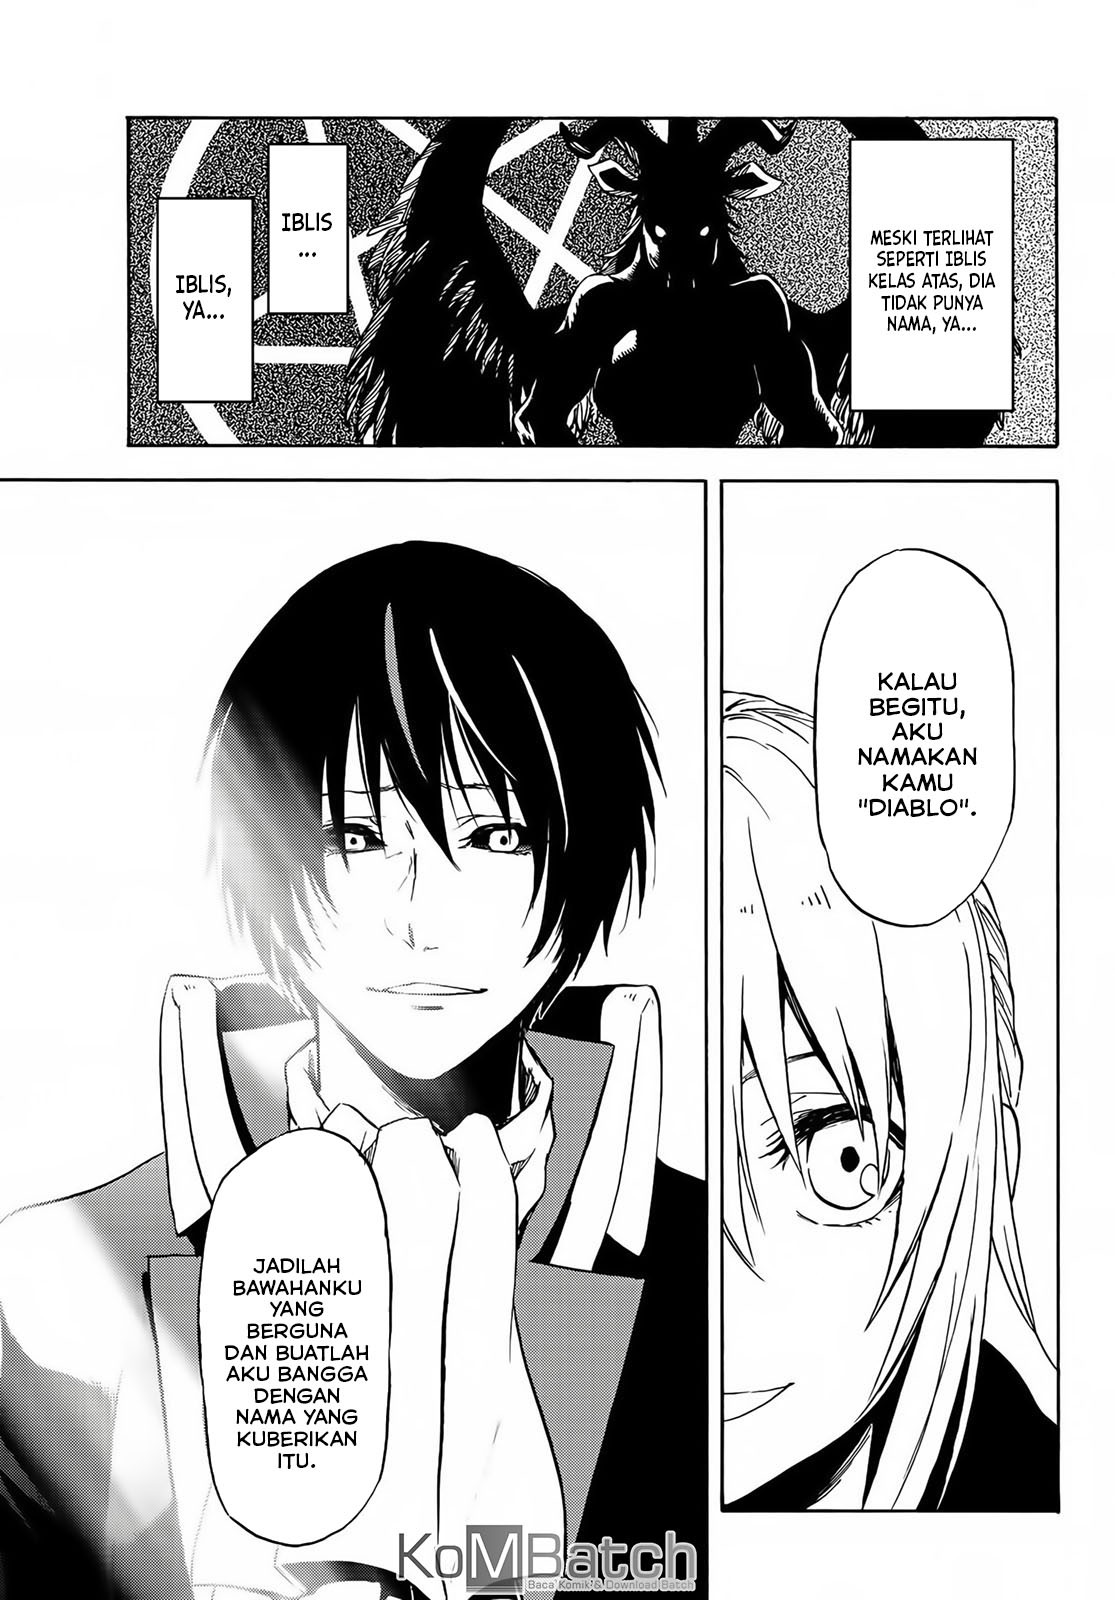 MESKI TERLIHAT
SEPERTI IBLIS
KELAS ATAS, DIA
TIDAK PUNYA
NAMA, YA...
IBLIS
...
IBLIS,
YA...
KALAU
BEGITU,
AKU
NAMAKAN
KAMU
"DIABLO".
JADILAH
BAWAHANKU
YANG
BERGUNA
DAN BUATLAH
AKU BANGGA
DENGAN
NAMA YANG
KUBERIKAN
ITU.
KoMBatch
Baca Komik & Download Batch